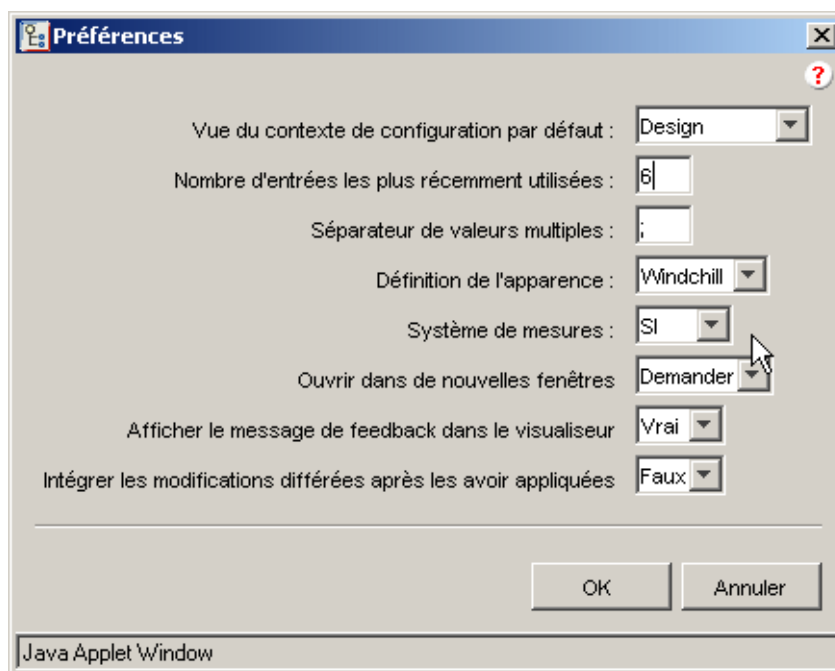 Préférences
?
Vue du contexte de configuration par défaut : Design
Nombre d'entrées les plus récemment utilisées : 6
Séparateur de valeurs multiples : ;
Définition de l'apparence : Windchill
Système de mesures : SI
Ouvrir dans de nouvelles fenêtres Demander
Afficher le message de feedback dans le visualiseur Vrai
Intégrer les modifications différées après les avoir appliquées Faux
OK Annuler
Java Applet Window